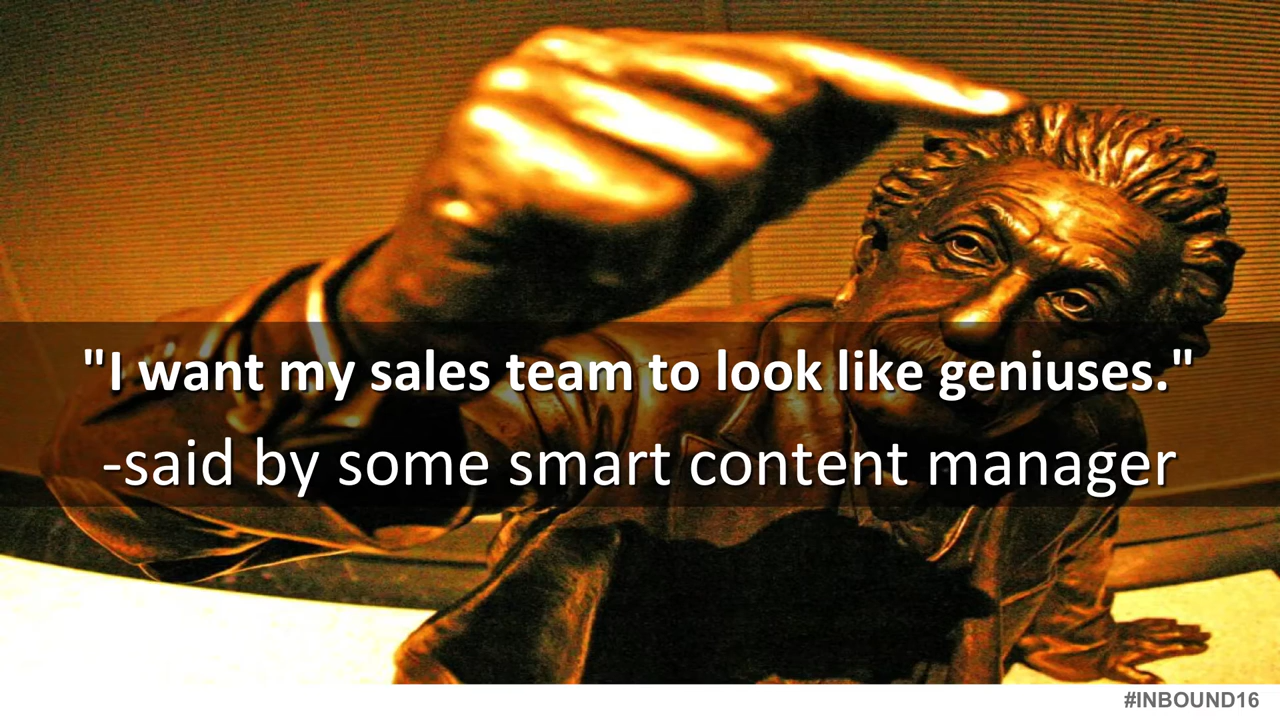 "I want my sales team to look like geniuses."
-said by some smart content manager
#INBOUND16